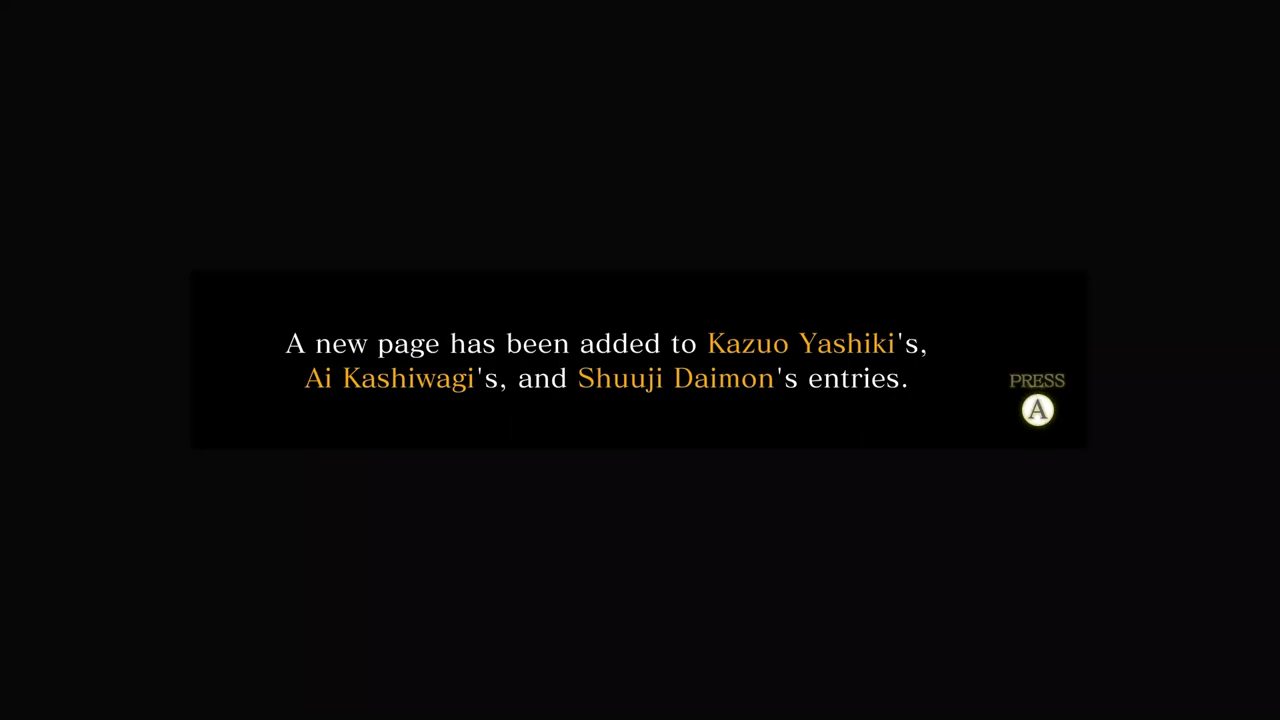 A new page has been added to Kazuo Yashiki's,
Ai Kashiwagi's, and Shuuji Daimon's entries.
PRESS
A